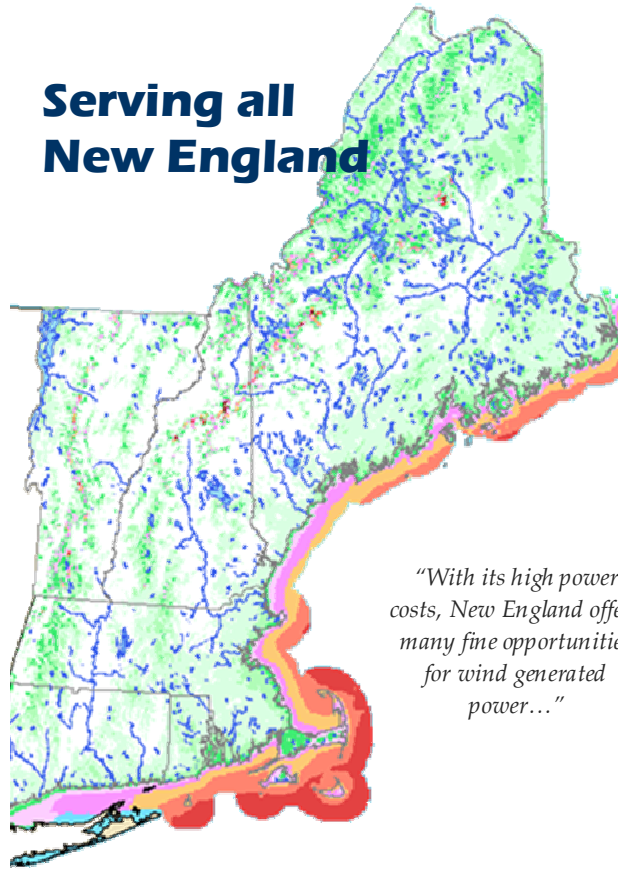 Serving all
New England
“With its high power
costs, New England offe
many fine opportunitie
for wind generated
power…”